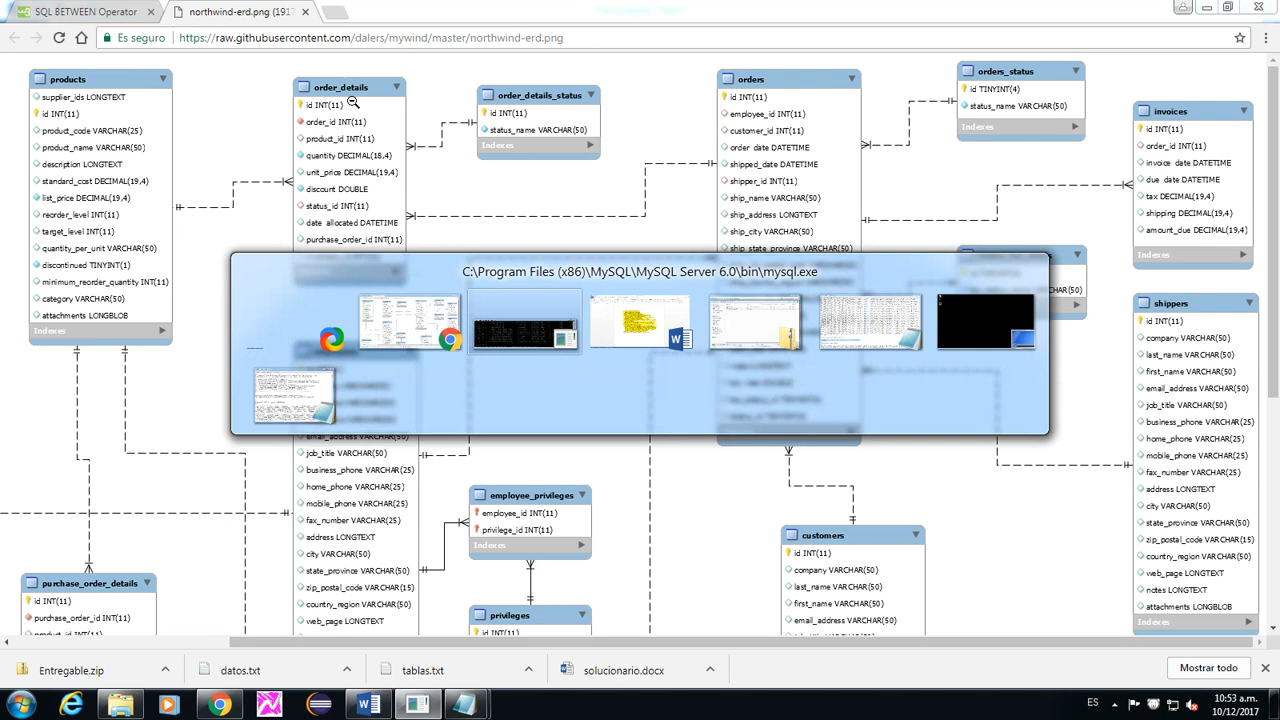 SQL BETWEEN Operator
northwind-erd.png (191
Es seguro
https://raw.githubusercontent.com/dalers/mywind/master/northwind-erd.png
products
supplier_ids LONGTEXT
id INT(11)
product_code VARCHAR(25)
product_name VARCHAR(50)
description LONGTEXT
standard_cost DECIMAL(19,4)
list_price DECIMAL(19,4)
reorder_level INT(11)
target_level INT(11)
quantity_per_unit VARCHAR(50)
discontinued TINYINT(1)
minimum_reorder_quantity INT(11)
category VARCHAR(50)
attachments LONGBLOB
Indexes
order_details
id INT(11)
order_id INT(11)
product_id INT(11)
quantity DECIMAL(18,4)
unit_price DECIMAL(19,4)
discount DOUBLE
status_id INT(11)
date_allocated DATETIME
purchase_order_id INT(11)
order_details_status
id INT(11)
status_name VARCHAR(50)
Indexes
orders
id INT(11)
employee_id INT(11)
customer_id INT(11)
order_date DATETIME
shipped_date DATETIME
shipper_id INT(11)
ship_name VARCHAR(50)
ship_address LONGTEXT
ship_city VARCHAR(50)
ship_state_province VARCHAR(50)
orders_status
id TINYINT(4)
status_name VARCHAR(50)
Indexes
invoices
id INT(11)
order_id INT(11)
invoice_date DATETIME
due_date DATETIME
tax DECIMAL(19,4)
shipping DECIMAL(19,4)
amount_due DECIMAL(19,4)
Indexes
C:\Program Files (x86)\MySQL\MySQL Server 6.0\bin\mysql.exe
shippers
id INT(11)
company VARCHAR(50)
last_name VARCHAR(50)
first_name VARCHAR(50)
email_address VARCHAR(50)
job_title VARCHAR(50)
business_phone VARCHAR(25)
home_phone VARCHAR(25)
mobile_phone VARCHAR(25)
fax_number VARCHAR(25)
address LONGTEXT
city VARCHAR(50)
state_province VARCHAR(50)
zip_postal_code VARCHAR(15)
country_region VARCHAR(50)
web_page LONGTEXT
notes LONGTEXT
attachments LONGBLOB
Indexes
email_address VARCHAR(50)
job_title VARCHAR(50)
business_phone VARCHAR(25)
home_phone VARCHAR(25)
mobile_phone VARCHAR(25)
fax_number VARCHAR(25)
address LONGTEXT
city VARCHAR(50)
state_province VARCHAR(50)
zip_postal_code VARCHAR(15)
country_region VARCHAR(50)
web_page LONGTEXT
employee_privileges
employee_id INT(11)
privilege_id INT(11)
Indexes
privileges
id INT(11)
customers
id INT(11)
company VARCHAR(50)
last_name VARCHAR(50)
first_name VARCHAR(50)
email_address VARCHAR(50)
purchase_order_details
id INT(11)
purchase_order_id INT(11)
product_id INT(11)
Entregable.zip
datos.txt
tablas.txt
solucionario.docx
Mostrar todo
ES
10:53 a.m.
10/12/2017